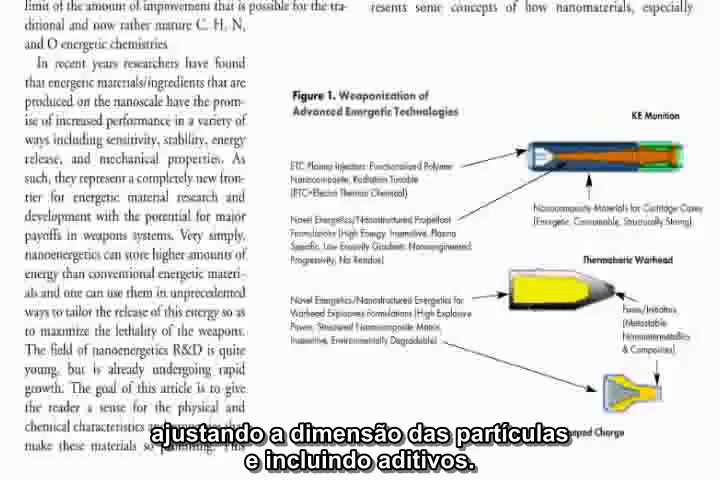 limit of the amount of improvement that is possible for the tra-
ditional and now rather mature C, H, N,
and O energetic chemistries
In recent years researchers have found
that energetic materials/ingredients that are
produced on the nanoscale have the prom-
ise of increased performance in a variety of
ways including sensitivity, stability, energy
release, and mechanical properties. As
such, they represent a completely new fron-
tier for energetic material research and
development with the potential for major
payoffs in weapons systems. Very simply,
nanoenergetics can store higher amounts of
energy than conventional energetic materi-
als and one can use them in unprecedented
ways to tailor the release of this energy so as
to maximize the lethality of the weapons.
The field of nanoenergetics R&D is quite
young, but is already undergoing rapid
growth. The goal of this article is to give
the reader a sense for the physical and
chemical characteristics
make these materials so promising. This
resents some concepts of how nanomaterials, especially
Figure 1. Weaponization of
Advanced Energetic Technologies
KE Munition
ETC Plasma Injectors: Functionalized Polymer
Nanocomposite, Radiation Tunable
(ETC=Electro Thermo Chemical)
Nanocomposite Materials for Cartridge Cases
(Energetic, Consumable, Structurally Strong)
Novel Energetics/Nanostructured Propellant
Formulations (High Energy, Insensitive, Plasma
Specific, Low Erosivity Gradient, Nanoengineered
Progressivity, No Residue)
Thermobaric Warhead
Novel Energetics/Nanostructured Energetics for
Warhead Explosives Formulations (High Explosive
Power, Structured Nanocomposite Matrix,
Insensitive, Environmentally Degradable)
Fuzes/Initiators
(Metastable
Nanointermetallics
& Composites)
Charge
ajustando a dimensão das partículas
e incluindo aditivos.